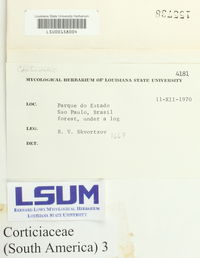 Louisiana State University Herbarium
LSU00118004
4181
MYCOLOGICAL HERBARIUM OF LOUISIANA STATE UNIVERSITY
11-XII-1970
LOC. Parque do Estado
Sao Paulo, Brasil
forest, under a log
LEG. B. V. Skvortzov
DET.
LSUM
BERNARD LOWY MYCOLOGICAL HERBARIUM
LOUISIANA STATE UNIVERSITY
Corticiaceae
(South America) 3